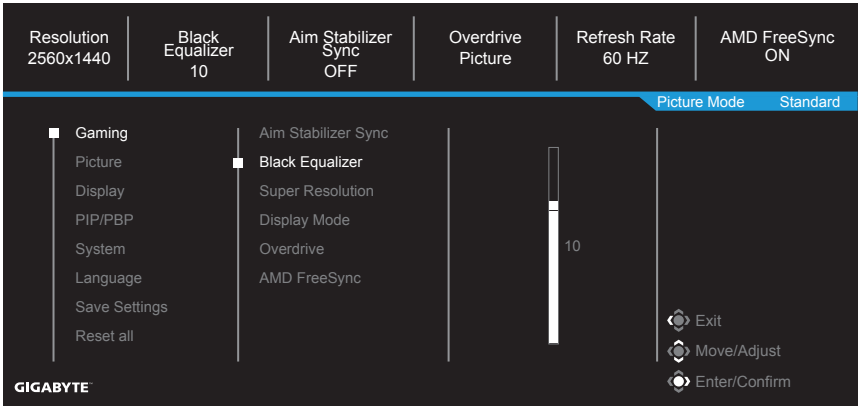 Resolution
2560x1440
Black
Equalizer
10
Aim Stabilizer
Sync
OFF
Overdrive
Picture
Refresh Rate
60 HZ
AMD FreeSync
ON
Picture Mode Standard
Gaming
Picture
Display
PIP/PBP
System
Language
Save Settings
Reset all
Aim Stabilizer Sync
Black Equalizer
Super Resolution
Display Mode
Overdrive
AMD FreeSync
10
Exit
Move/Adjust
Enter/Confirm
GIGABYTE™